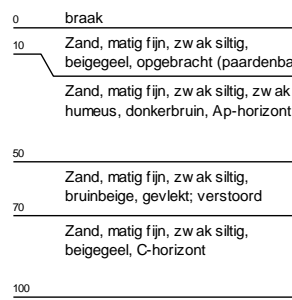 0 braak
10 Zand, matig fijn, zwak siltig,
beigegeel, opgebracht (paardenba
Zand, matig fijn, zwak siltig, zwak
humeus, donkerbruin, Ap-horizont
50
Zand, matig fijn, zwak siltig,
bruinbeige, gevlekt; verstoord
70
Zand, matig fijn, zwak siltig,
beigegeel, C-horizont
100